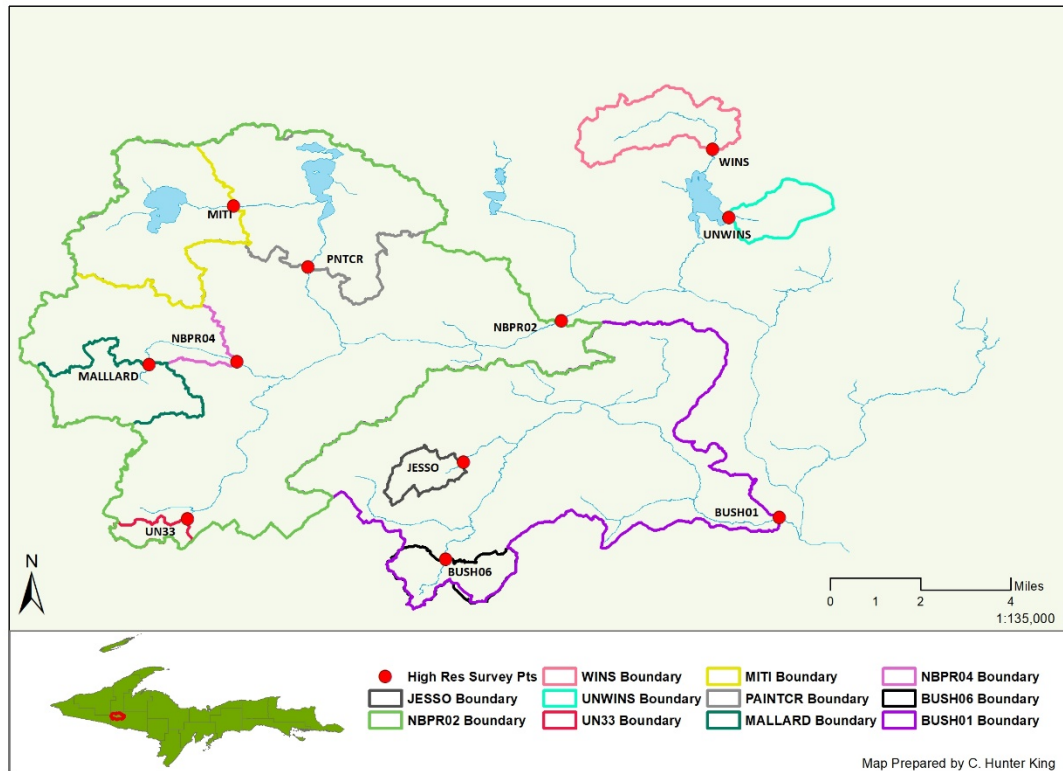 WINS
MITI
UNWINS
PNTCR
NBPR02
NBPR04
MALLLARD
JESSO
BUSH01
UN33
BUSH06
N
Miles
0 1 2 4
1:135,000
High Res Survey Pts
WINS Boundary
MITI Boundary
NBPR04 Boundary
JESSO Boundary
UNWINS Boundary
PAINTCR Boundary
BUSH06 Boundary
NBPR02 Boundary
UN33 Boundary
MALLARD Boundary
BUSH01 Boundary
Map Prepared by C. Hunter King